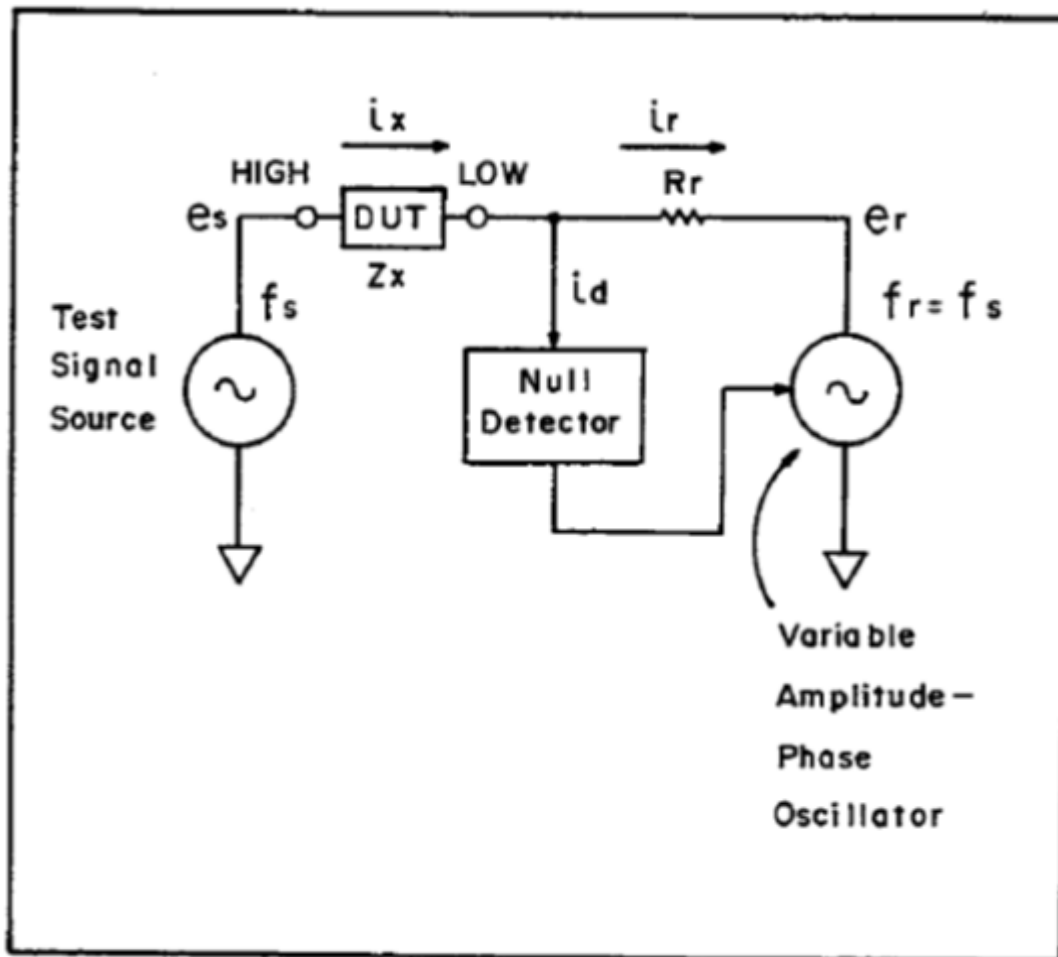 ix
ir
HIGH
LOW
Rr
es
DUT
er
Zx
fs
id
fr = fs
Test
Signal
Source
Null
Detector
Variable
Amplitude-
Phase
Oscillator